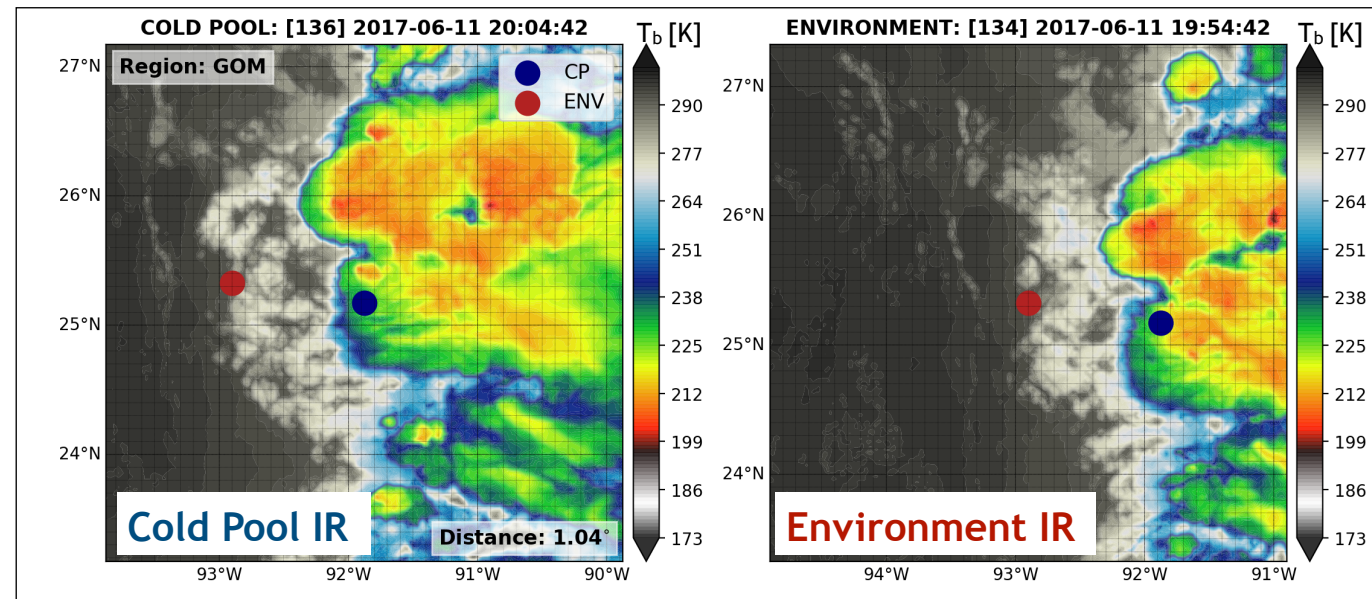 COLD POOL: [136] 2017-06-11 20:04:42
T_b [K]
Region: GOM
CP
ENV
27°N
26°N
25°N
24°N
93°W
92°W
91°W
90°W
290
277
264
251
238
225
212
199
186
173
Cold Pool IR
Distance: 1.04°
ENVIRONMENT: [134] 2017-06-11 19:54:42
T_b [K]
27°N
26°N
25°N
24°N
94°W
93°W
92°W
91°W
290
277
264
251
238
225
212
199
186
173
Environment IR